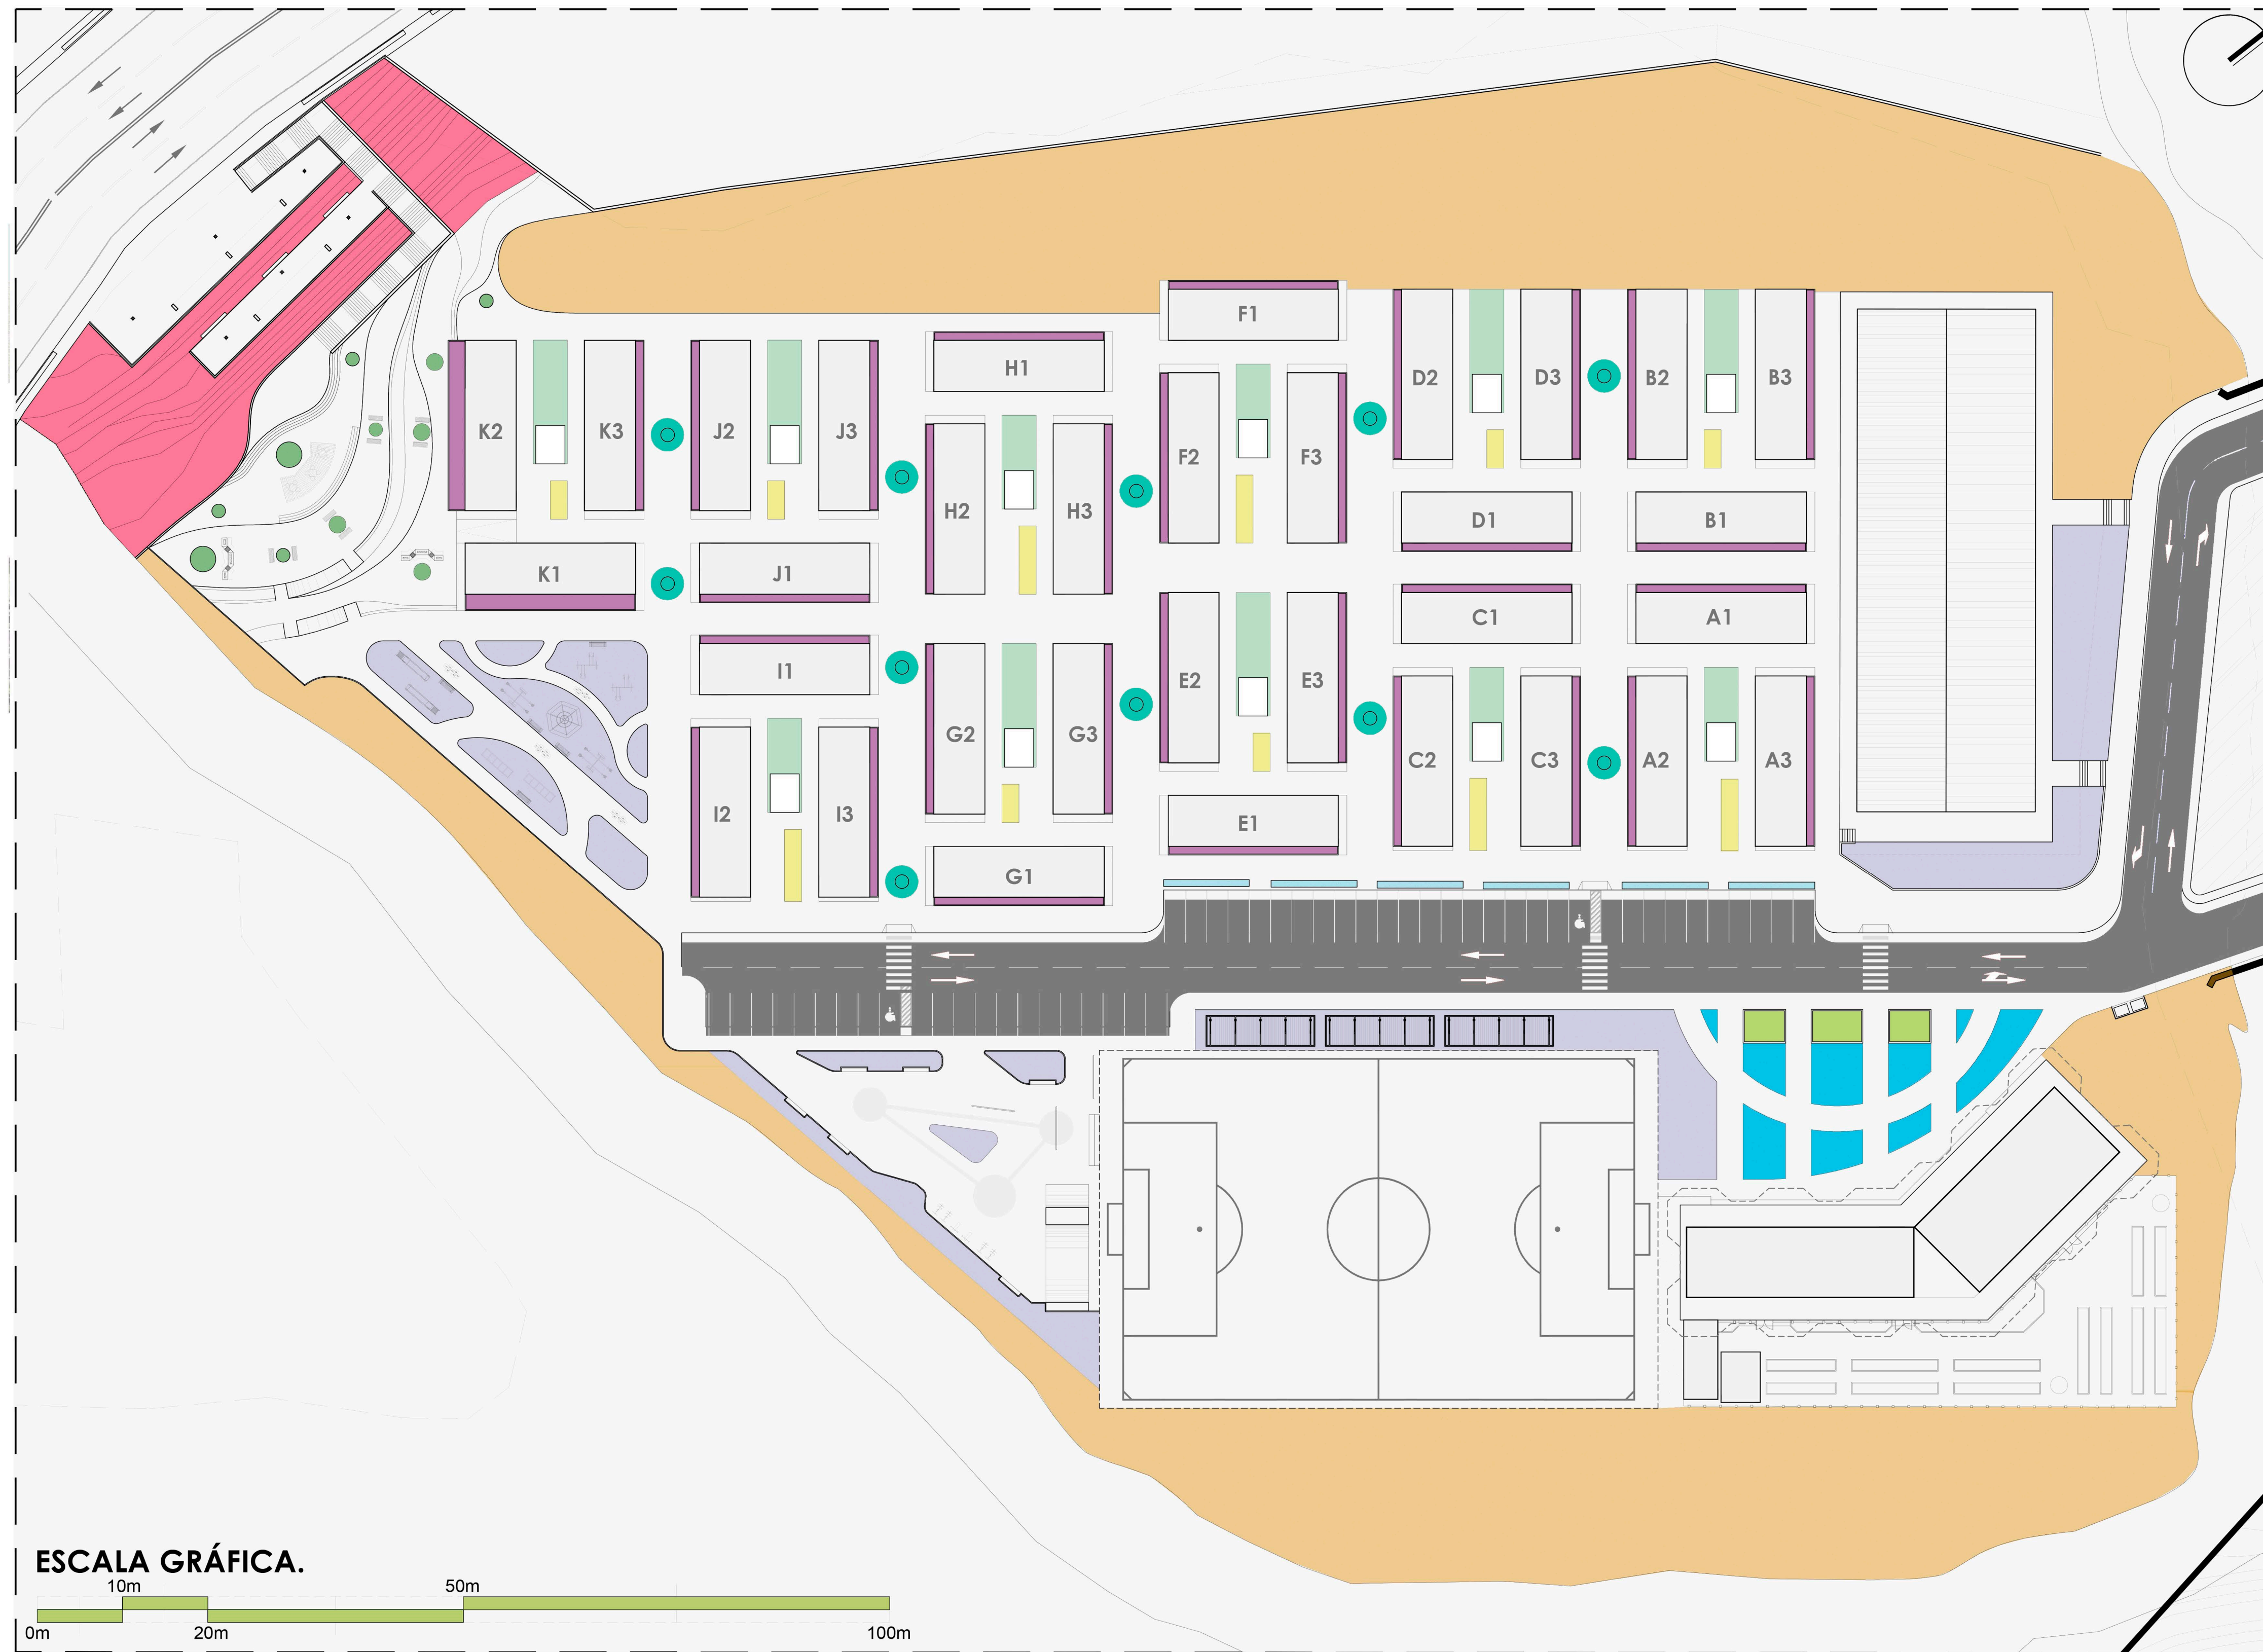 F1
H1
D2
D3
B2
B3
K2
K3
J2
J3
F2
F3
H2
H3
D1
B1
K1
J1
C1
A1
I1
E2
E3
G2
G3
C2
C3
A2
A3
I2
I3
E1
G1
ESCALA GRÁFICA.
10m
50m
0m
20m
100m